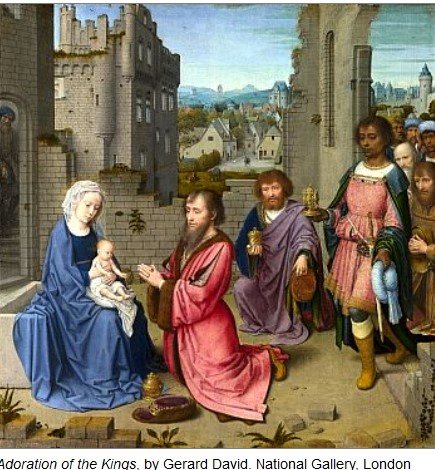 Adoration of the Kings, by Gerard David. National Gallery, London